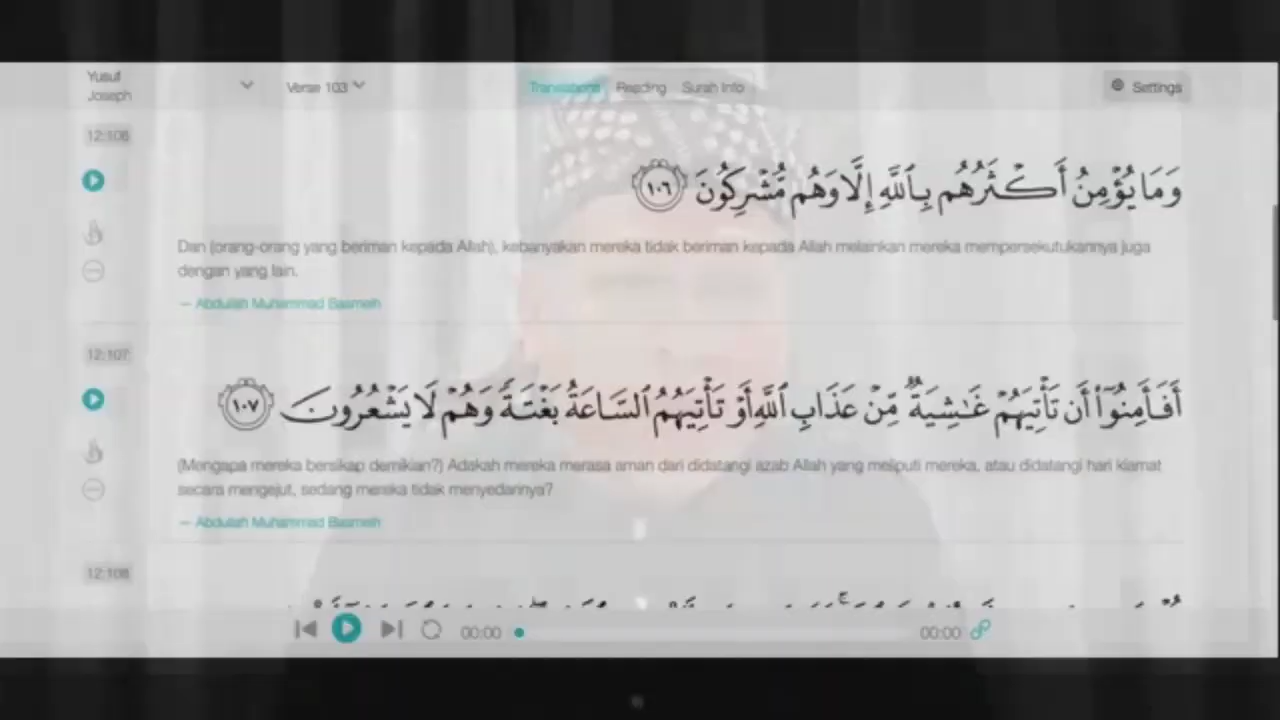 Yusuf
Joseph
Verse 103
Translations Reading Surah Info
Settings
12:106
وَمَا يُؤْمِنُ أَكْثَرُهُم بِٱللَّهِ إِلَّا وَهُم مُّشْرِكُونَ ١٠٦
Dan (orang-orang yang beriman kepada Allah), kebanyakan mereka tidak beriman kepada Allah melainkan mereka mempersekutukannya juga
dengan yang lain.
— Abdullah Muhammad Basmeih
12:107
أَفَأَمِنُوٓا۟ أَن تَأْتِيَهُمْ غَـٰشِيَةٌ مِّنْ عَذَابِ ٱللَّهِ أَوْ تَأْتِيَهُمُ ٱلسَّاعَةُ بَغْتَةً وَهُمْ لَا يَشْعُرُونَ ١٠٧
(Mengapa mereka bersikap demikian?) Adakah mereka merasa aman dari didatangi azab Allah yang meliputi mereka, atau didatangi hari kiamat
secara mengejut, sedang mereka tidak menyedarinya?
— Abdullah Muhammad Basmeih
12:108
00:00 00:00